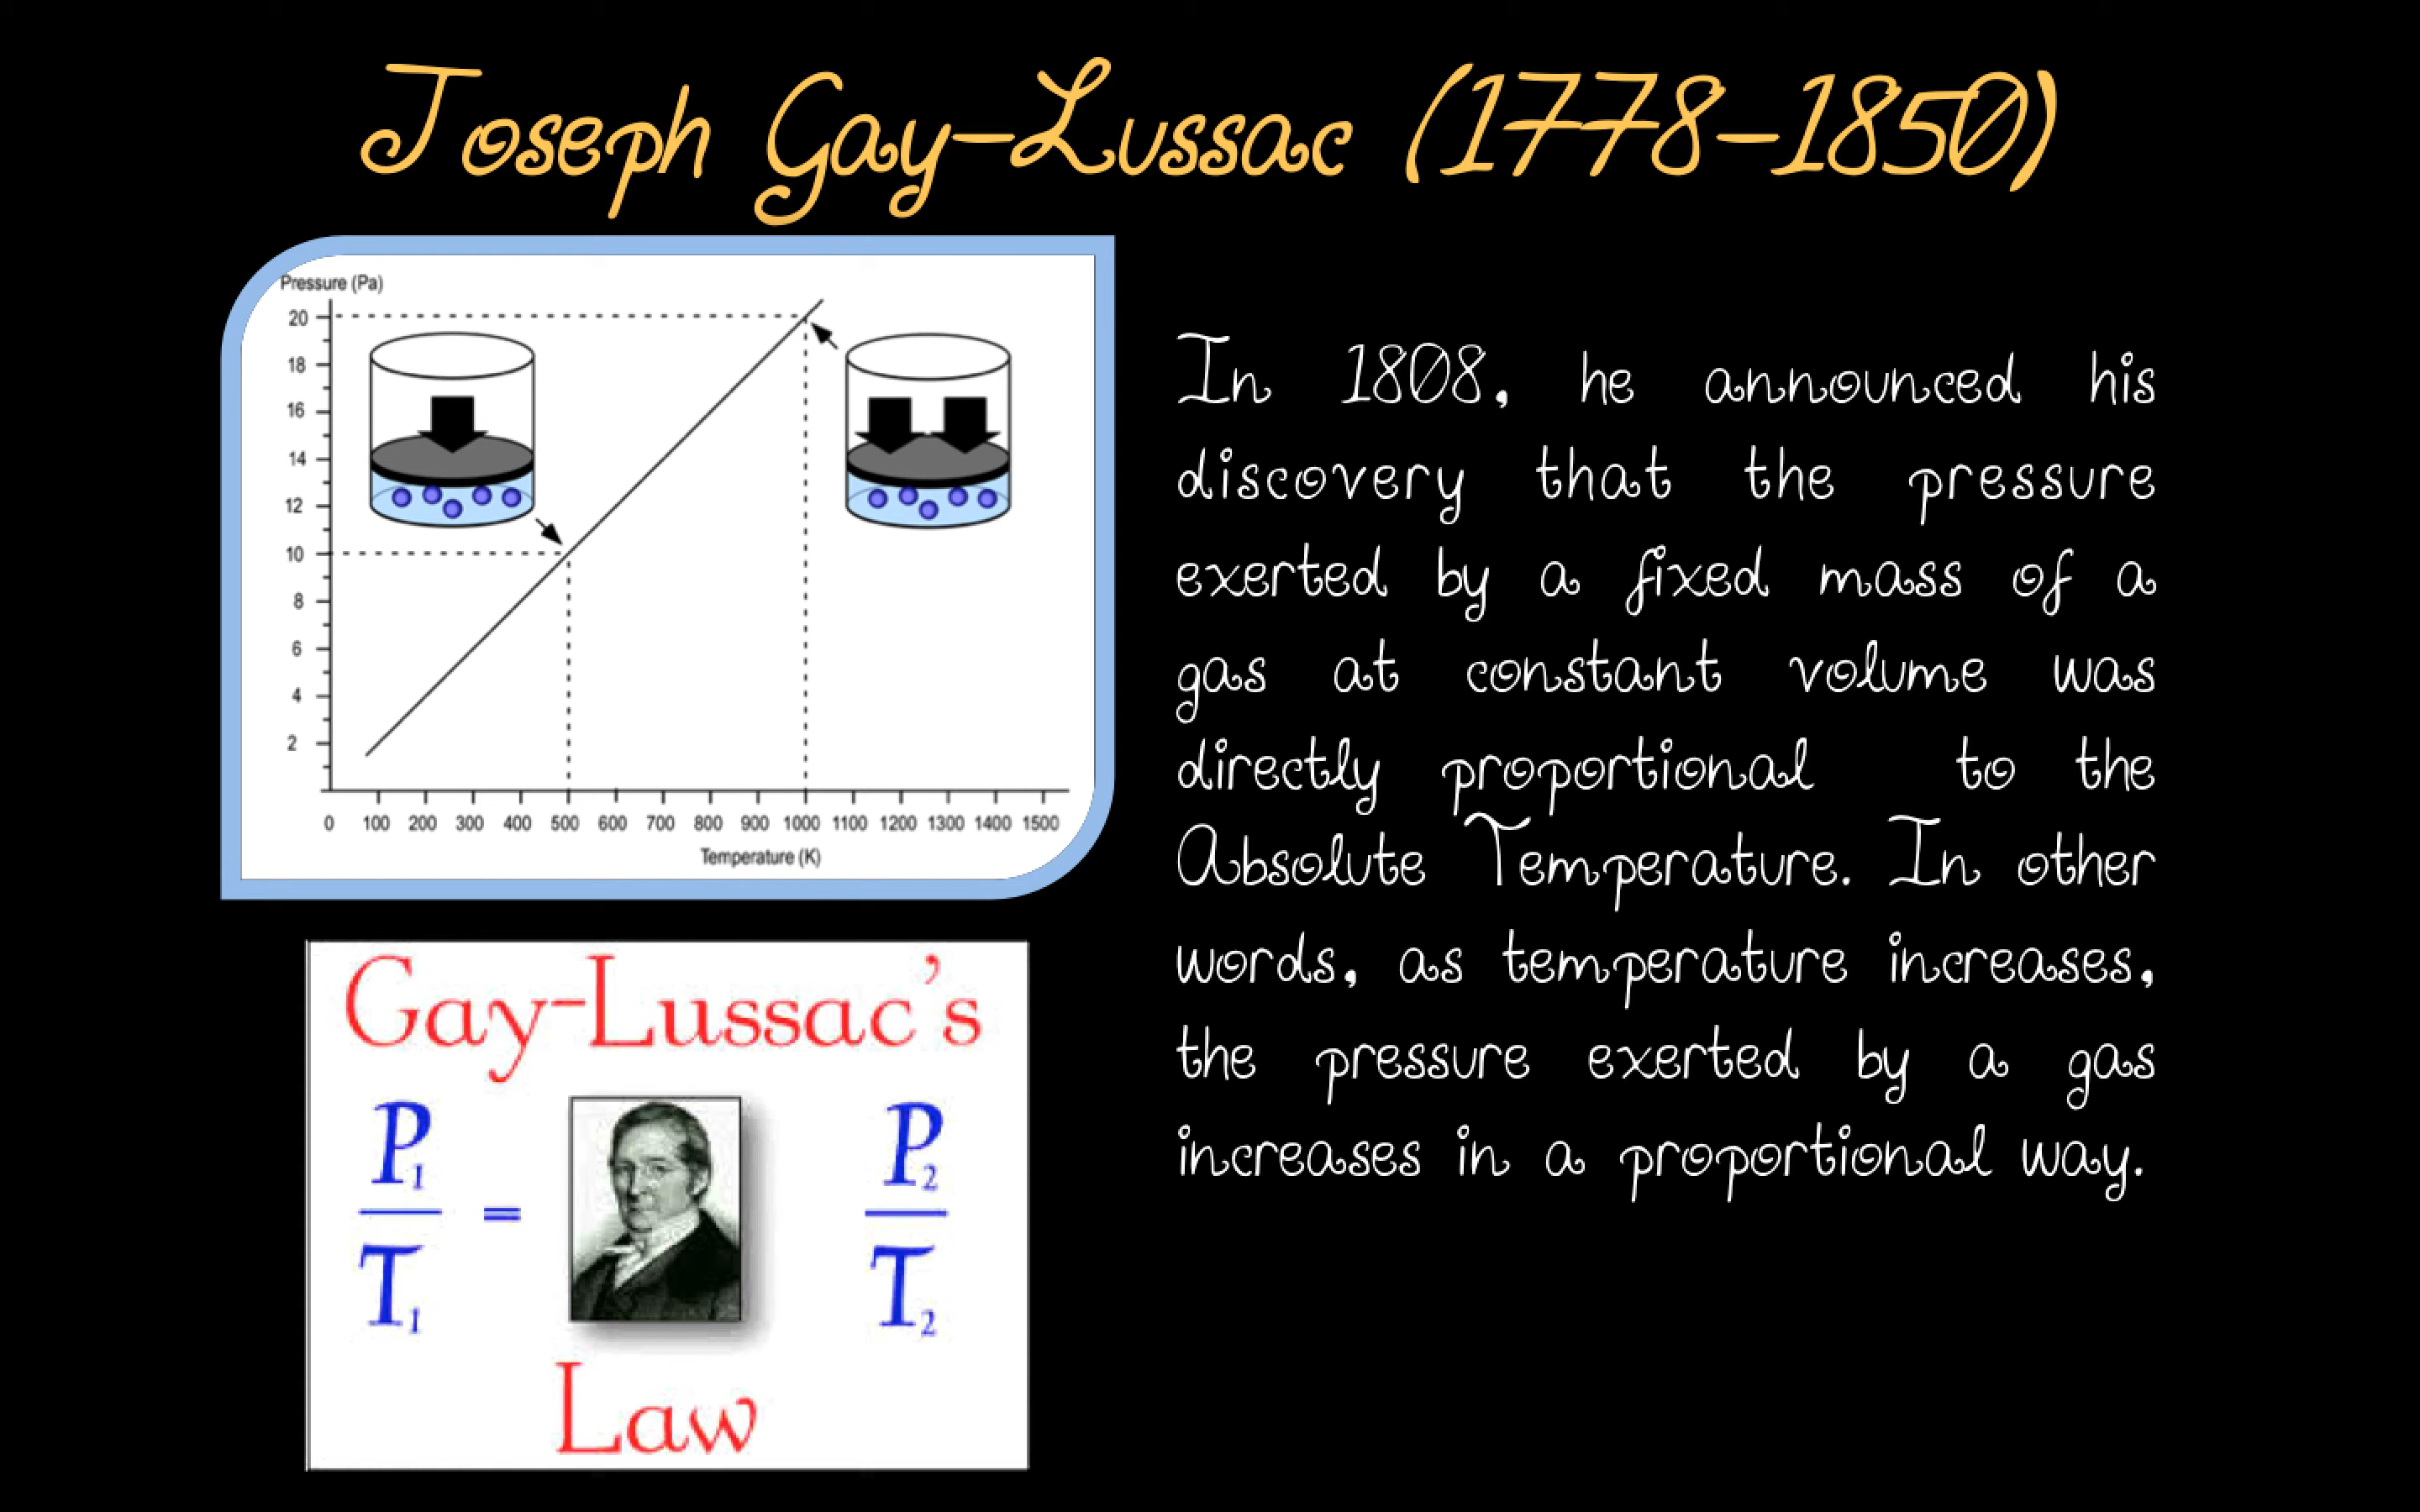 Joseph Gay-Lussac (1778-1850)
Pressure (Pa)
20
18
16
14
12
10
8
6
4
2
0 100 200 300 400 500 600 700 800 900 1000 1100 1200 1300 1400 1500
Temperature (K)
Gay-Lussac's
P1 = P2
T1 T2
Law
In 1808, he announced his
discovery that the pressure
exerted by a fixed mass of a
gas at constant volume was
directly proportional to the
Absolute Temperature. In other
words, as temperature increases,
the pressure exerted by a gas
increases in a proportional way.